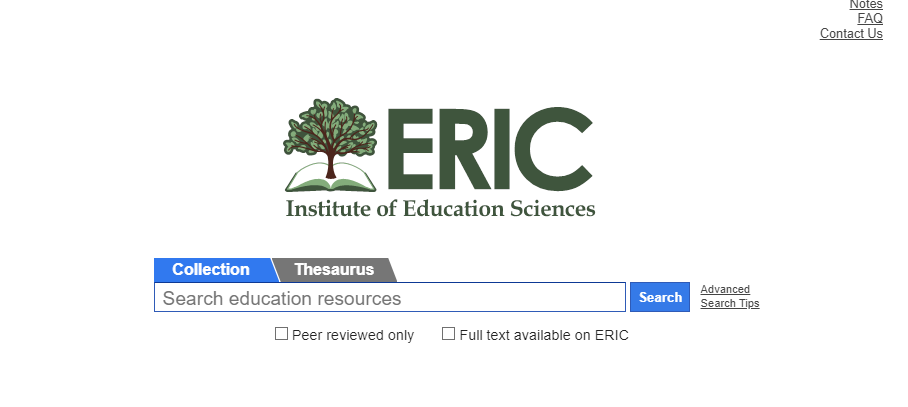 Notes
FAQ
Contact Us
ERIC
Institute of Education Sciences
Collection
Thesaurus
Search education resources
Search
Advanced
Search Tips
Peer reviewed only
Full text available on ERIC